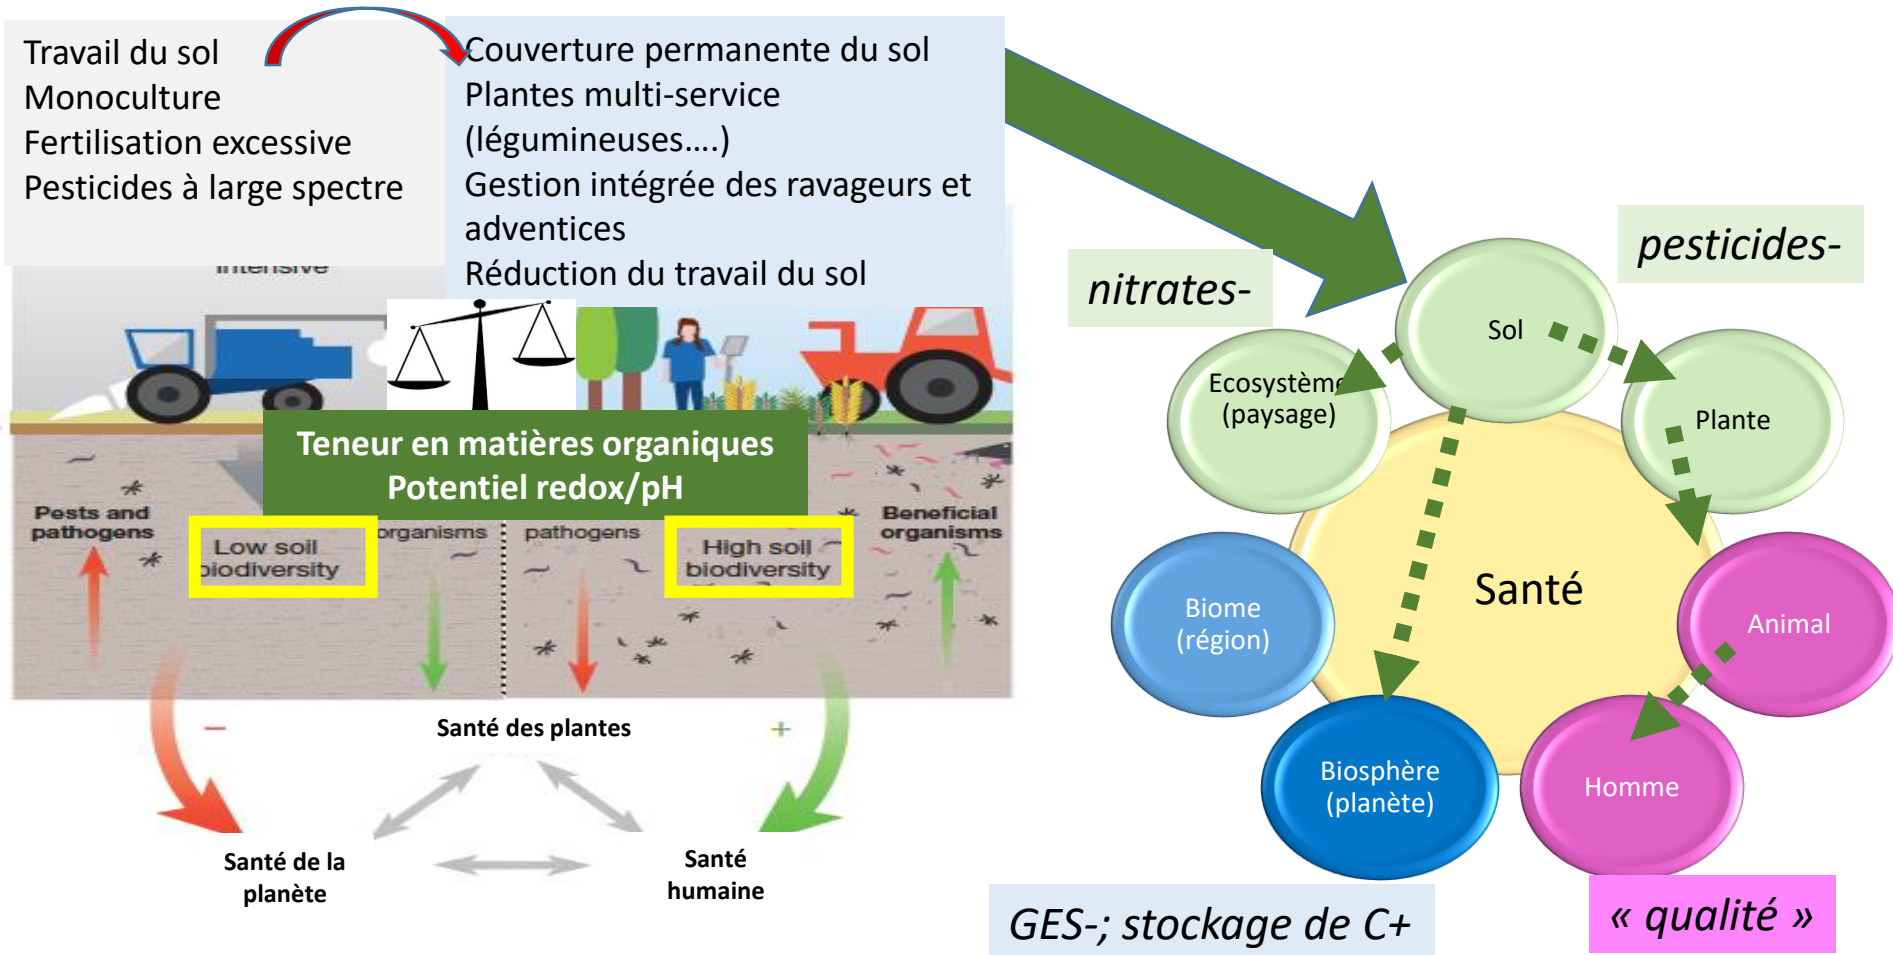 Travail du sol
Monoculture
Fertilisation excessive
Pesticides à large spectre
Couverture permanente du sol
Plantes multi-service
(légumineuses….)
Gestion intégrée des ravageurs et
adventices
Réduction du travail du sol
intensive
Teneur en matières organiques
Potentiel redox/pH
Pests and
pathogens
Low soil
biodiversity
organisms
pathogens
High soil
biodiversity
Beneficial
organisms
−
+
Santé des plantes
Santé de la
planète
Santé
humaine
nitrates-
pesticides-
Sol
Ecosystème
(paysage)
Plante
Santé
Biome
(région)
Animal
Biosphère
(planète)
Homme
GES-; stockage de C+
« qualité »